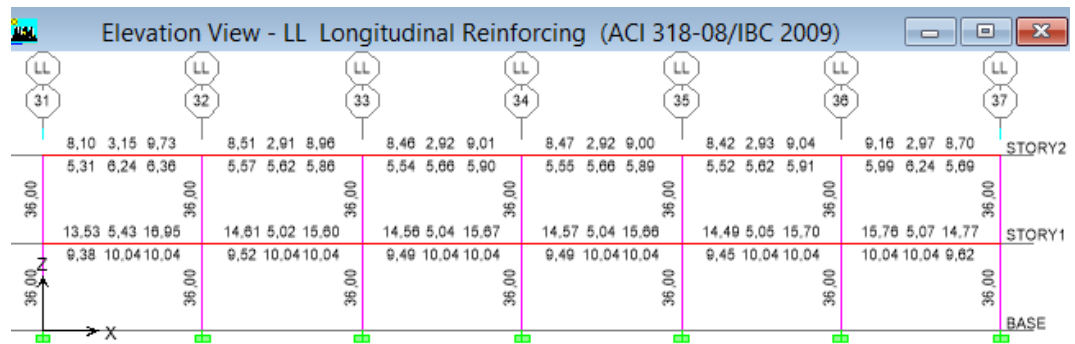 Elevation View - LL Longitudinal Reinforcing (ACI 318-08/IBC 2009)
LL LL LL LL LL LL LL
31 32 33 34 35 36 37
8,10 3,15 9,73 8,51 2,91 8,96 8,46 2,92 9,01 8,47 2,92 9,00 8,42 2,93 9,04 9,16 2,97 8,70 STORY2
5,31 6,24 6,36 5,57 5,62 5,86 5,54 5,66 5,90 5,55 5,66 5,89 5,52 5,62 5,91 5,99 6,24 5,69
36,00 36,00 36,00 36,00 36,00 36,00 36,00
13,53 5,43 16,95 14,61 5,02 15,60 14,56 5,04 15,67 14,57 5,04 15,66 14,49 5,05 15,70 15,76 5,07 14,77 STORY1
9,38 10,04 10,04 9,52 10,04 10,04 9,49 10,04 10,04 9,49 10,04 10,04 9,45 10,04 10,04 10,04 10,04 9,62
Z
36,00 36,00 36,00 36,00 36,00 36,00 36,00
X
BASE